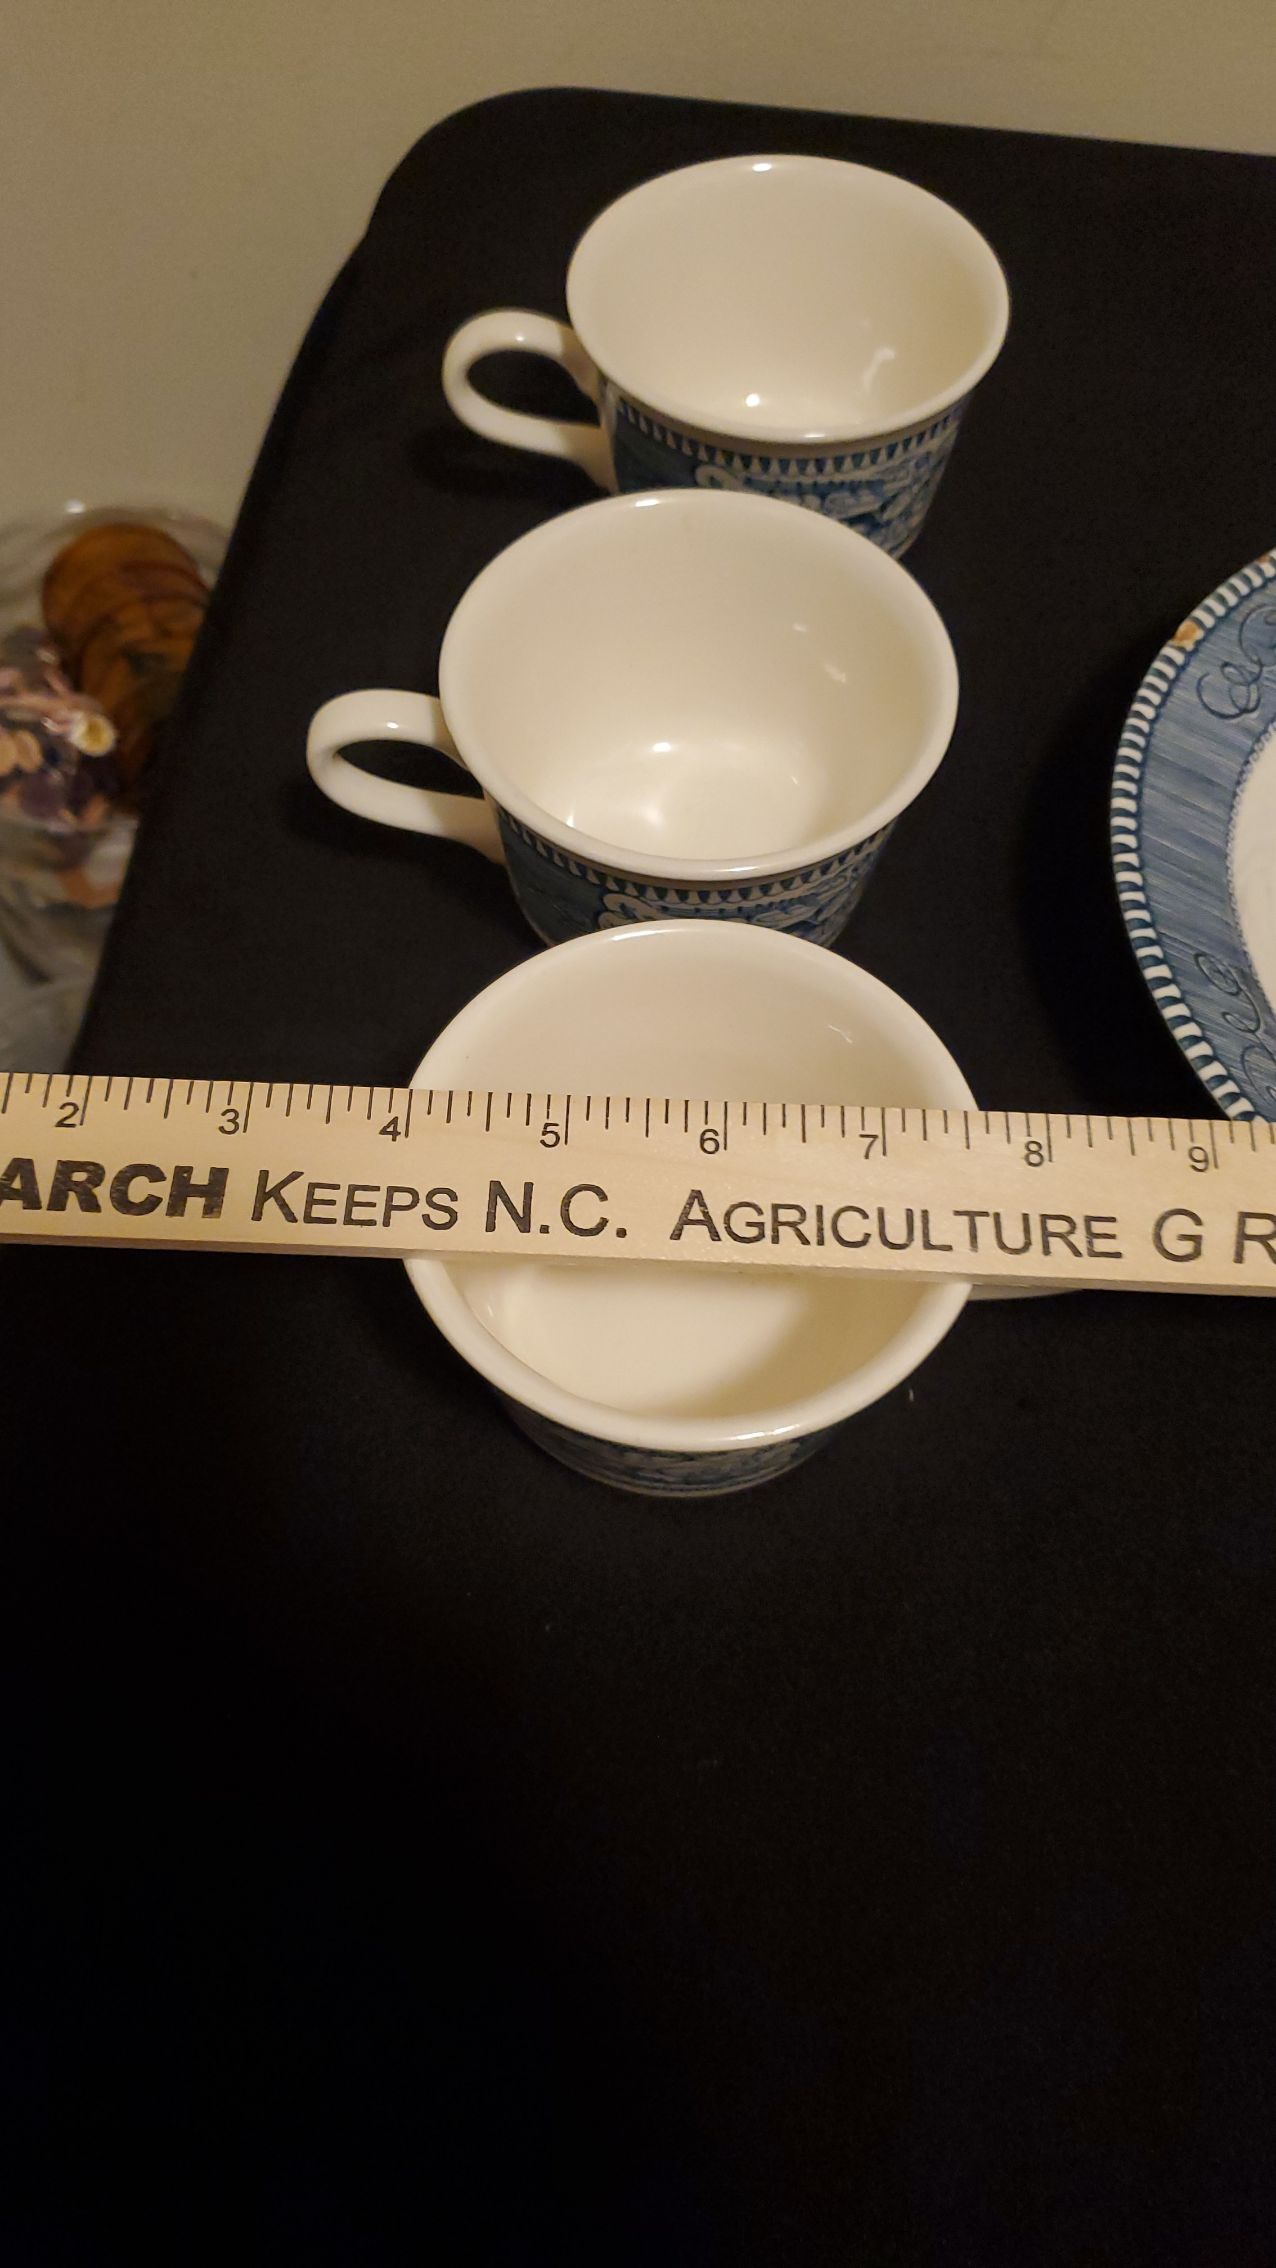 2 3 4 5 6 7 8 9
ARCH KEEPS N.C. AGRICULTURE G R